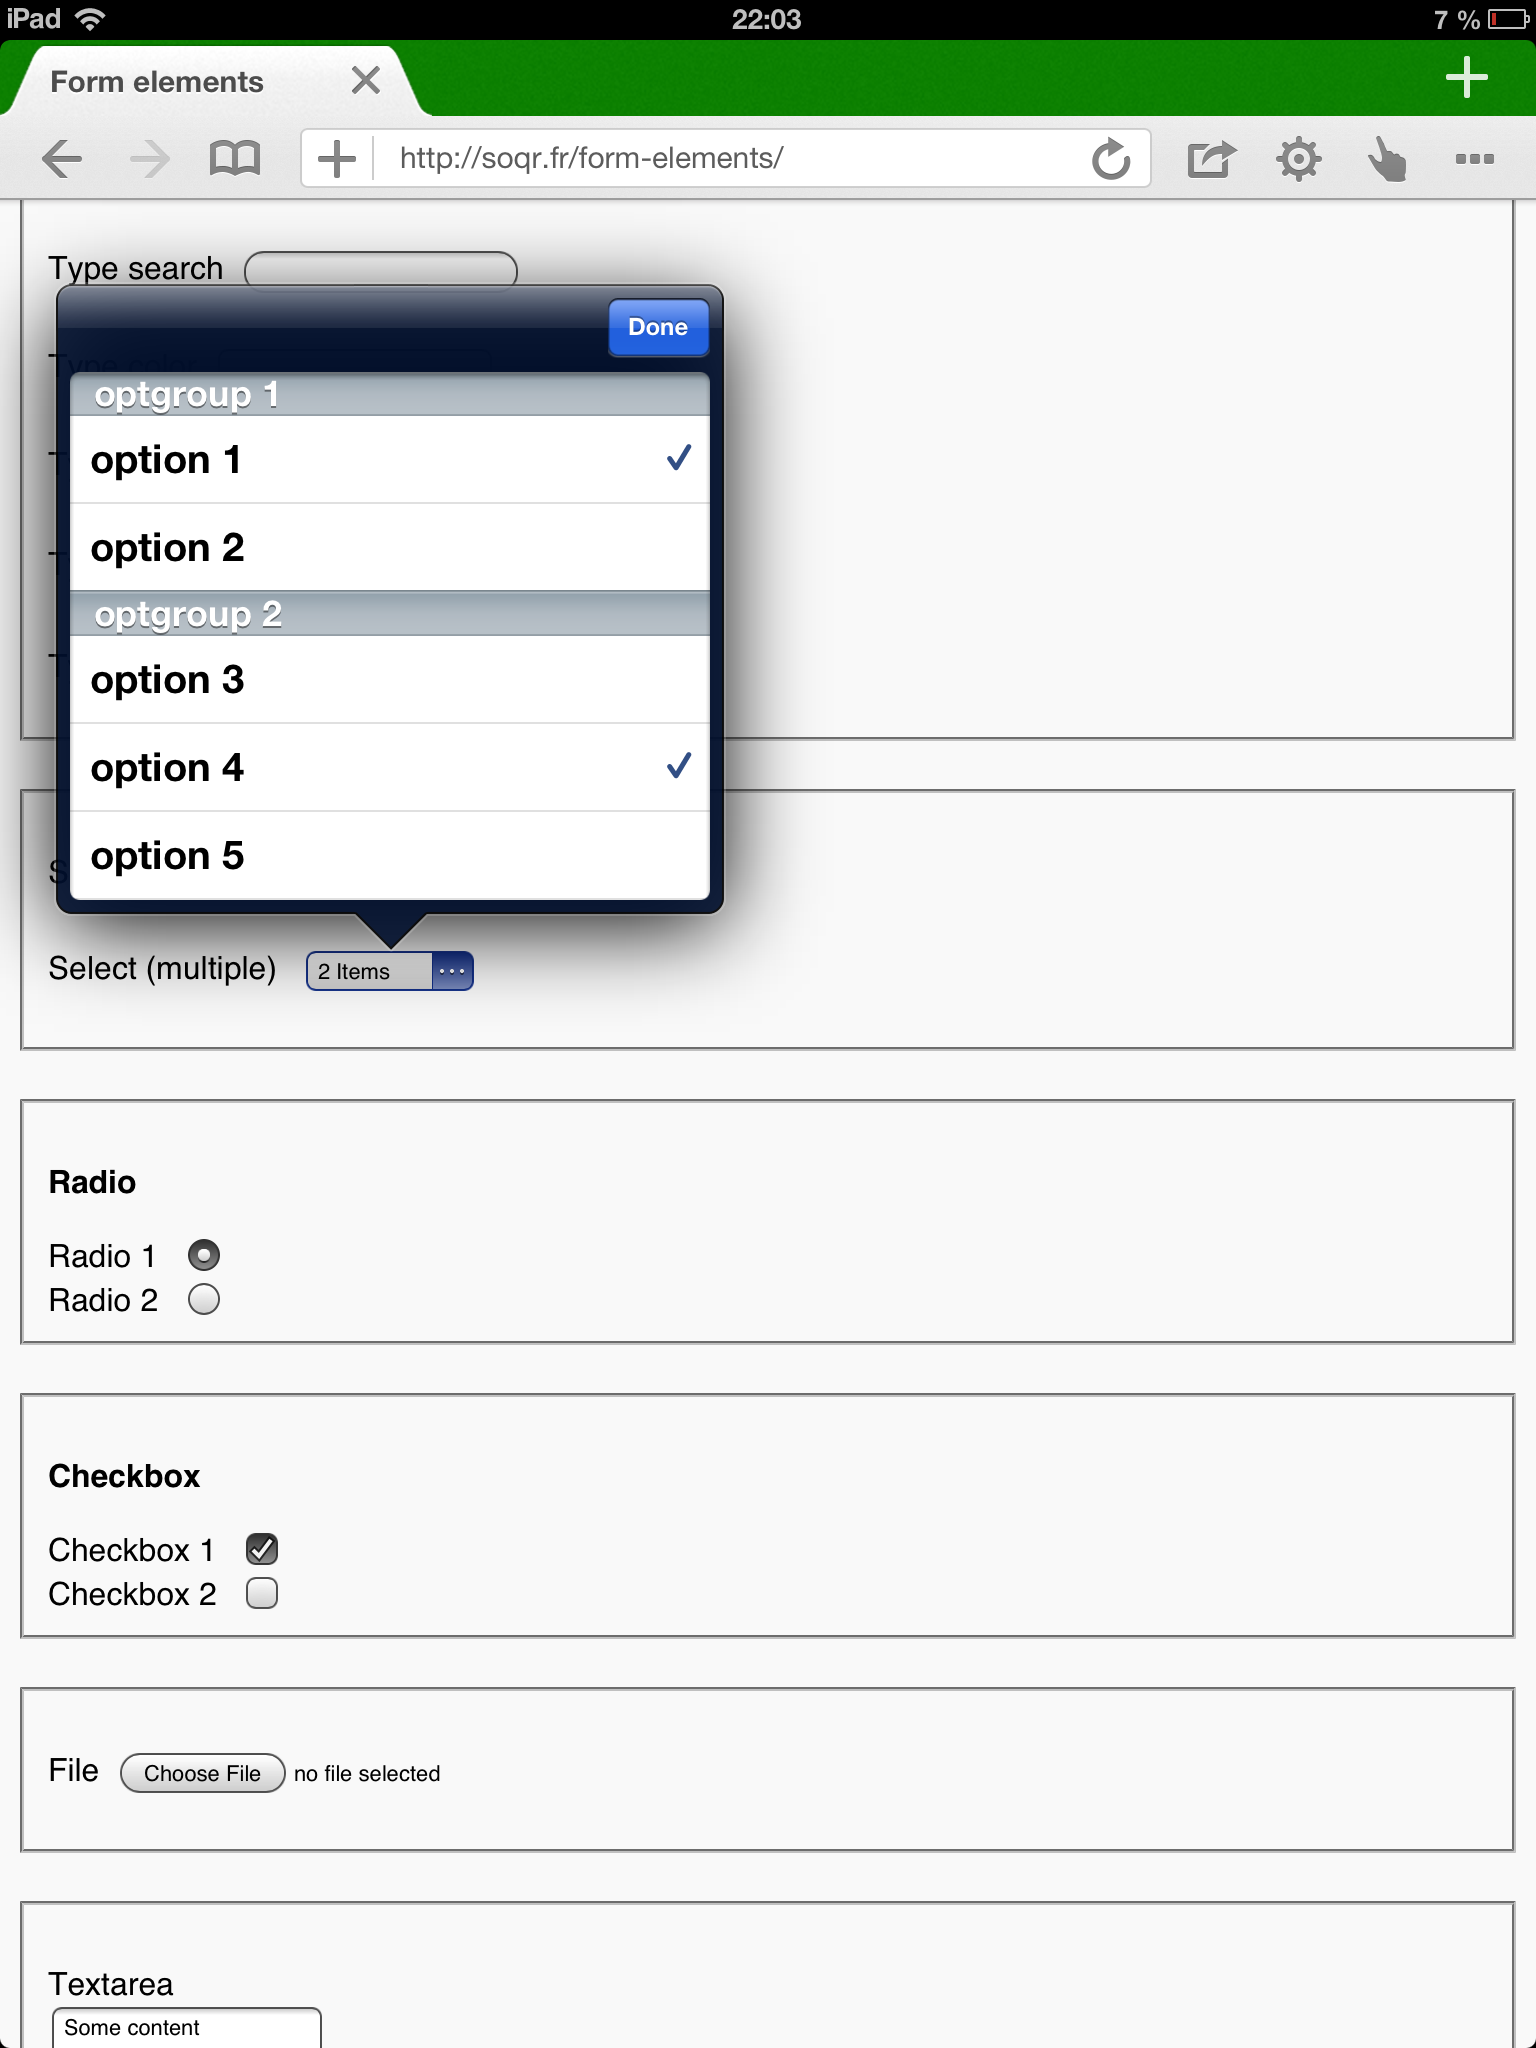 iPad 22:03 7 %
Form elements
http://soqr.fr/form-elements/
Type search
Done
Type color
optgroup 1
option 1
option 2
optgroup 2
option 3
option 4
option 5
Select (multiple) 2 Items
Radio
Radio 1
Radio 2
Checkbox
Checkbox 1
Checkbox 2
File Choose File no file selected
Textarea
Some content